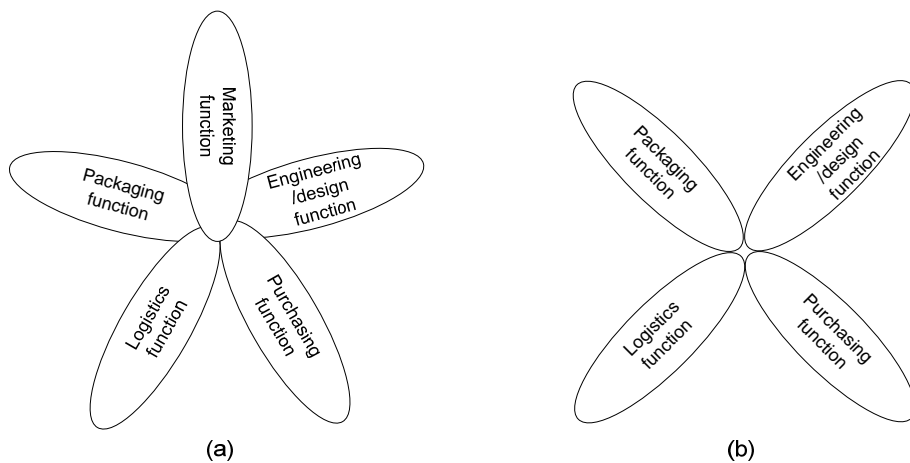 Marketing
function
Packaging
function
Engineering
/design
function
Logistics
function
Purchasing
function
(a)
Packaging
function
Engineering
/design
function
Logistics
function
Purchasing
function
(b)